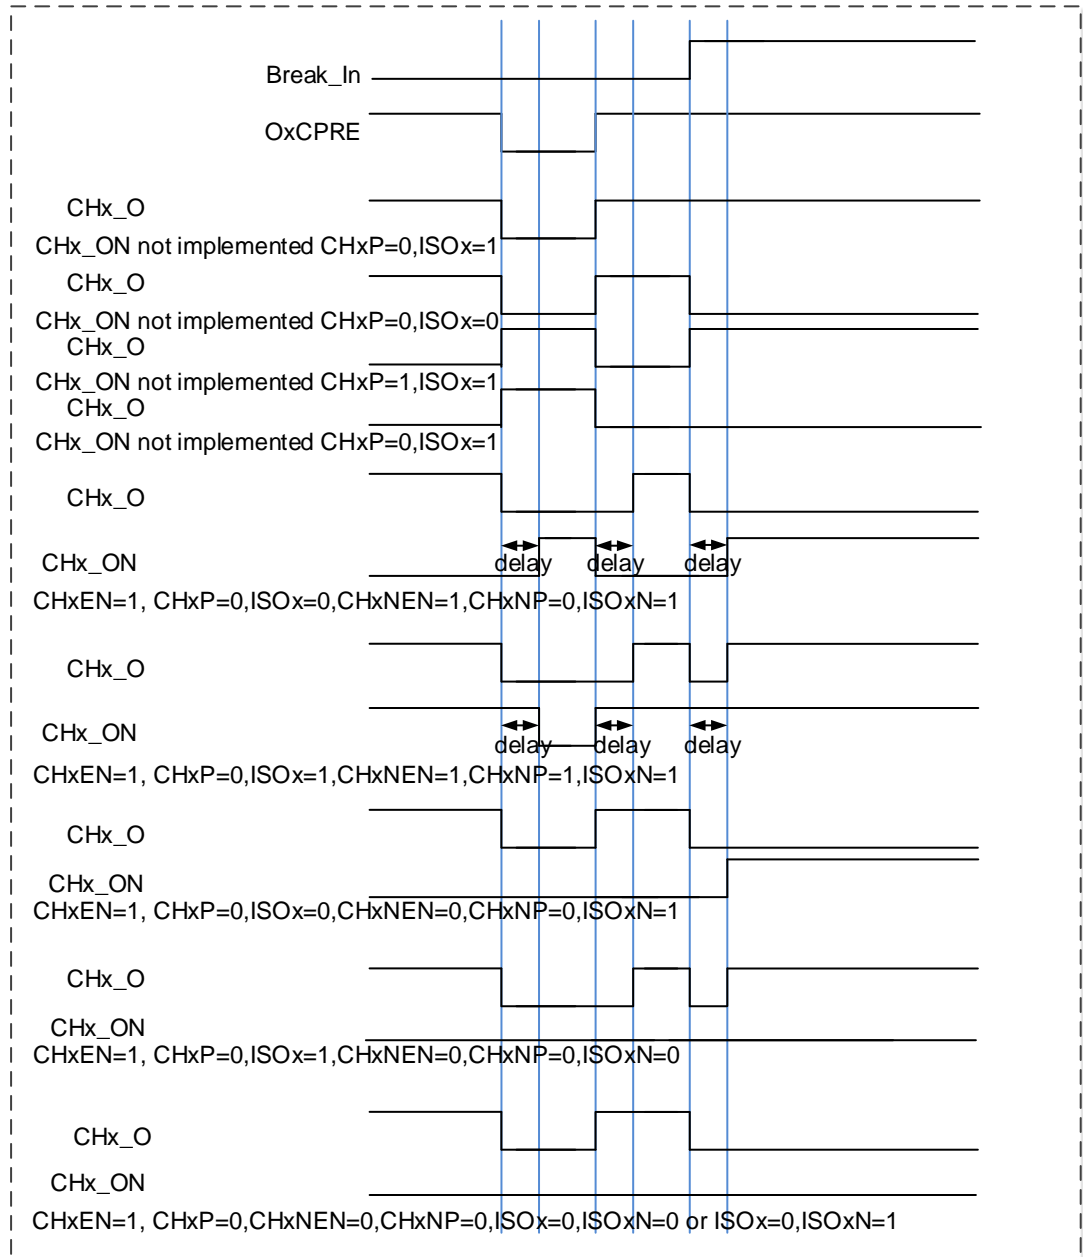 Break_In
OxCPRE
CHx_O
CHx_ON not implemented CHxP=0,ISOx=1
CHx_O
CHx_ON not implemented CHxP=0,ISOx=0
CHx_O
CHx_ON not implemented CHxP=1,ISOx=1
CHx_O
CHx_ON not implemented CHxP=0,ISOx=1
CHx_O
CHx_ON
delay delay delay
CHxEN=1, CHxP=0,ISOx=0,CHxNEN=1,CHxNP=0,ISOxN=1
CHx_O
CHx_ON
delay delay delay
CHxEN=1, CHxP=0,ISOx=1,CHxNEN=1,CHxNP=1,ISOxN=1
CHx_O
CHx_ON
CHxEN=1, CHxP=0,ISOx=0,CHxNEN=0,CHxNP=0,ISOxN=1
CHx_O
CHx_ON
CHxEN=1, CHxP=0,ISOx=1,CHxNEN=0,CHxNP=0,ISOxN=0
CHx_O
CHx_ON
CHxEN=1, CHxP=0,CHxNEN=0,CHxNP=0,ISOx=0,ISOxN=0 or ISOx=0,ISOxN=1